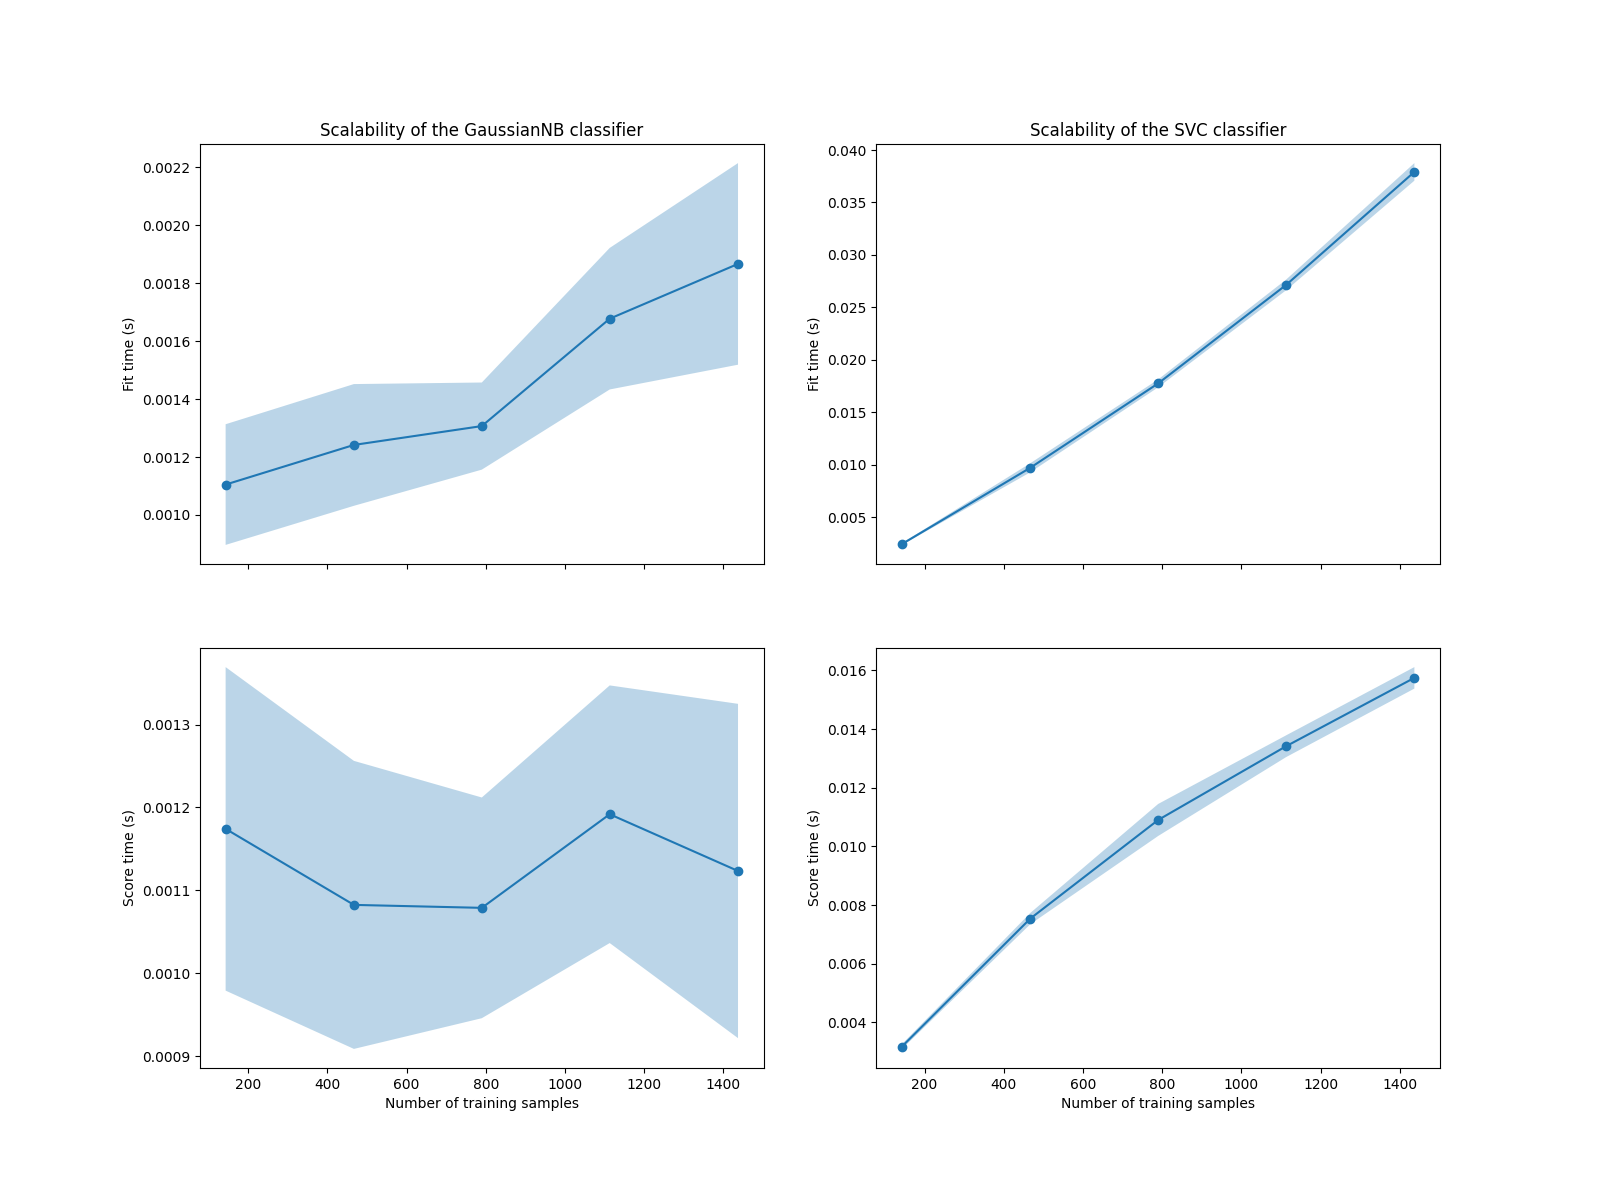 Scalability of the GaussianNB classifier
0.0022
0.0020
0.0018
0.0016
0.0014
0.0012
0.0010
Fit time (s)
Scalability of the SVC classifier
0.040
0.035
0.030
0.025
0.020
0.015
0.010
0.005
Fit time (s)
0.0013
0.0012
0.0011
0.0010
0.0009
Score time (s)
200 400 600 800 1000 1200 1400
Number of training samples
0.016
0.014
0.012
0.010
0.008
0.006
0.004
Score time (s)
200 400 600 800 1000 1200 1400
Number of training samples